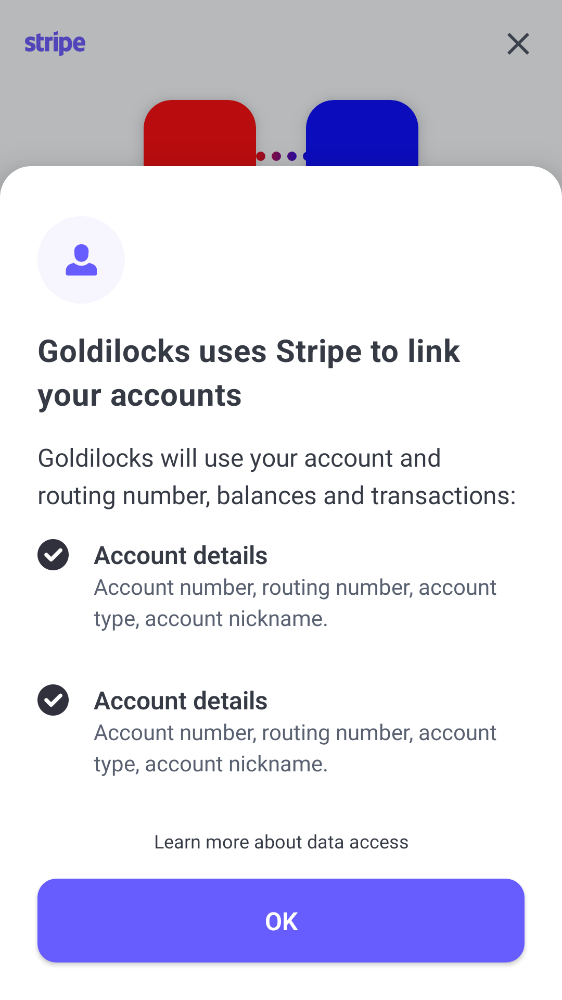 stripe
Goldilocks uses Stripe to link
your accounts
Goldilocks will use your account and
routing number, balances and transactions:
Account details
Account number, routing number, account
type, account nickname.
Account details
Account number, routing number, account
type, account nickname.
Learn more about data access
OK